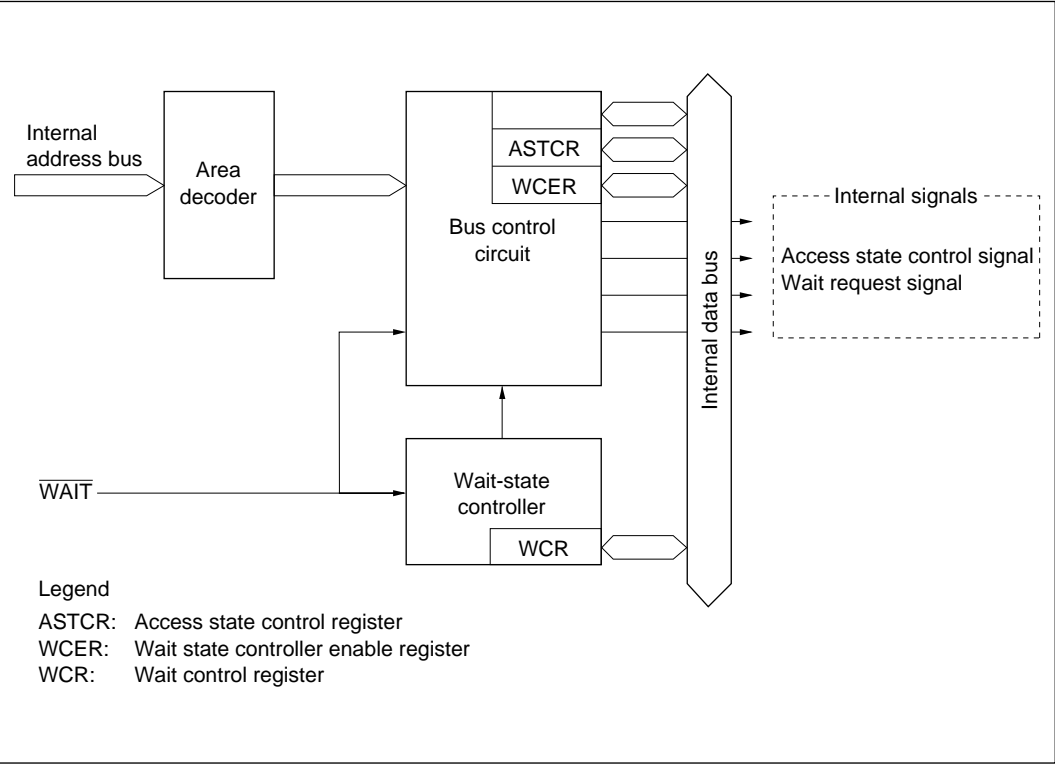 Internal
address bus
Area
decoder
ASTCR
WCER
Bus control
circuit
Internal data bus
Internal signals
Access state control signal
Wait request signal
WAIT
Wait-state
controller
WCR
Legend
ASTCR: Access state control register
WCER: Wait state controller enable register
WCR: Wait control register